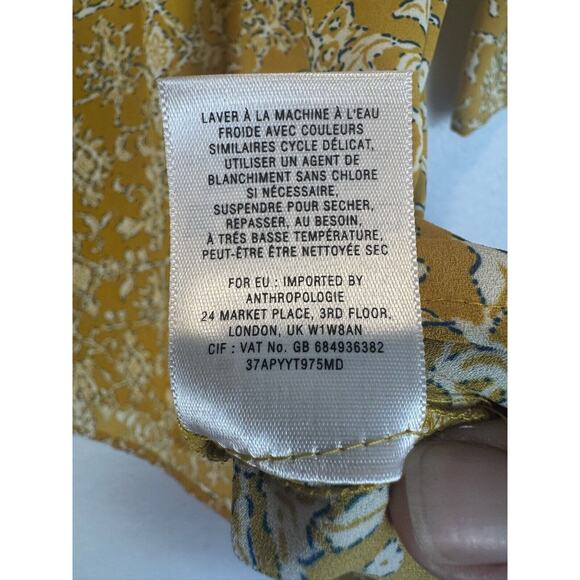 LAVER À LA MACHINE À L'EAU
FROIDE AVEC COULEURS
SIMILAIRES CYCLE DÉLICAT,
UTILISER UN AGENT DE
BLANCHIMENT SANS CHLORE
SI NÉCESSAIRE,
SUSPENDRE POUR SECHER,
REPASSER, AU BESOIN,
À TRÉS BASSE TEMPÉRATURE,
PEUT-ÊTRE ÊTRE NETTOYÉE SEC
FOR EU : IMPORTED BY
ANTHROPOLOGIE
24 MARKET PLACE, 3RD FLOOR,
LONDON, UK W1W8AN
CIF : VAT No. GB 684936382
37APYYT975MD